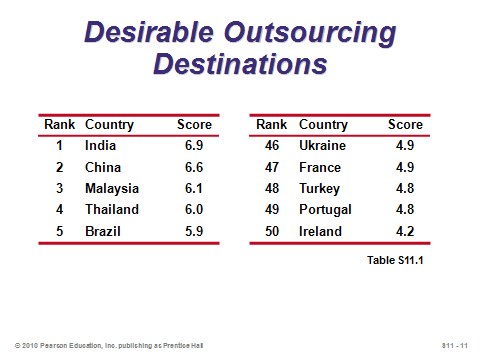 Desirable Outsourcing
Destinations
Rank Country Score
1 India 6.9
2 China 6.6
3 Malaysia 6.1
4 Thailand 6.0
5 Brazil 5.9
Rank Country Score
46 Ukraine 4.9
47 France 4.9
48 Turkey 4.8
49 Portugal 4.8
50 Ireland 4.2
Table S11.1
© 2010 Pearson Education, Inc. publishing as Prentice Hall
S11 - 11